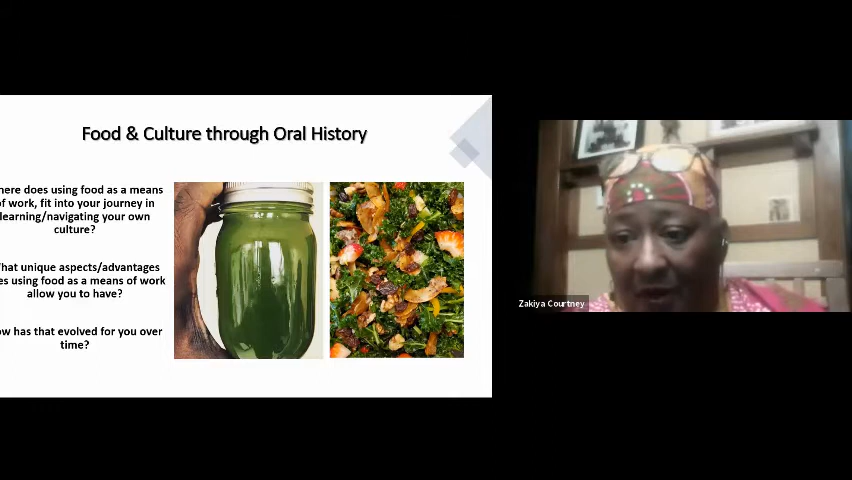 Food & Culture through Oral History
here does using food as a means
of work, fit into your journey in
learning/navigating your own
culture?
hat unique aspects/advantages
es using food as a means of work
allow you to have?
ow has that evolved for you over
time?
Zakiya Courtney